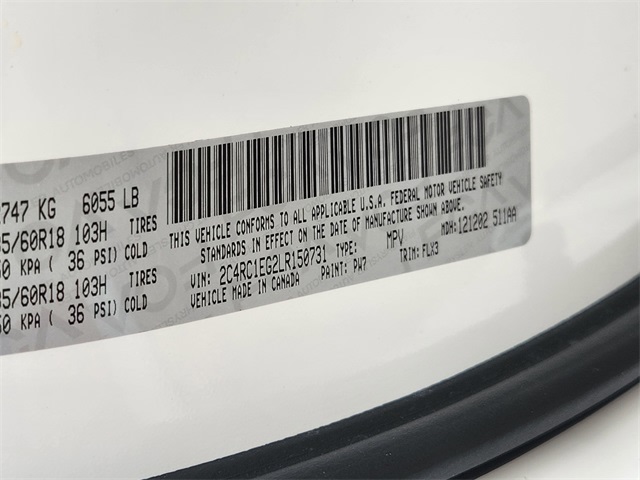 747 KG 6055 LB
5/60R18 103H TIRES
0 KPA ( 36 PSI) COLD
5/60R18 103H TIRES
0 KPA ( 36 PSI) COLD
THIS VEHICLE CONFORMS TO ALL APPLICABLE U.S.A. FEDERAL MOTOR VEHICLE SAFETY
STANDARDS IN EFFECT ON THE DATE OF MANUFACTURE SHOWN ABOVE.
VIN: 2C4RC1EG2LR150731 TYPE: MPV MDH: 121202 511AA
VEHICLE MADE IN CANADA PAINT: PW7 TRIM: FLX3